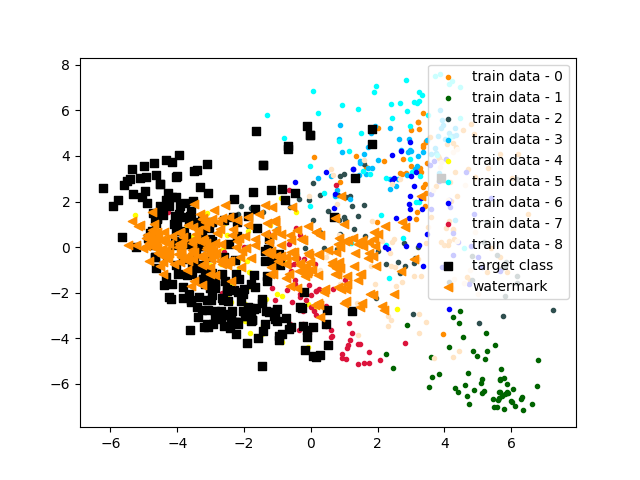 8
6
4
2
0
−2
−4
−6
−6 −4 −2 0 2 4 6
train data - 0
train data - 1
train data - 2
train data - 3
train data - 4
train data - 5
train data - 6
train data - 7
train data - 8
target class
watermark